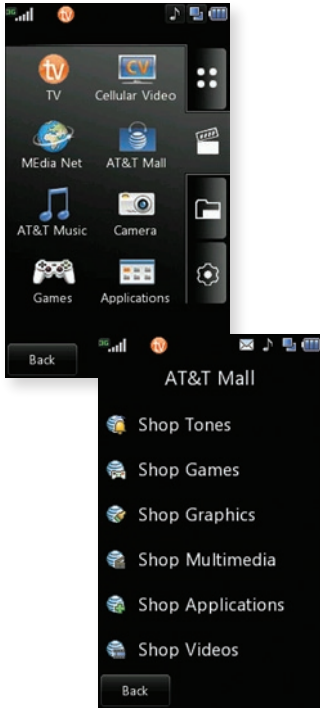 3G
tv
TV
CV
Cellular Video
MEdia Net
AT&T Mall
AT&T Music
Camera
Games
Applications
Back
3G
tv
AT&T Mall
Shop Tones
Shop Games
Shop Graphics
Shop Multimedia
Shop Applications
Shop Videos
Back